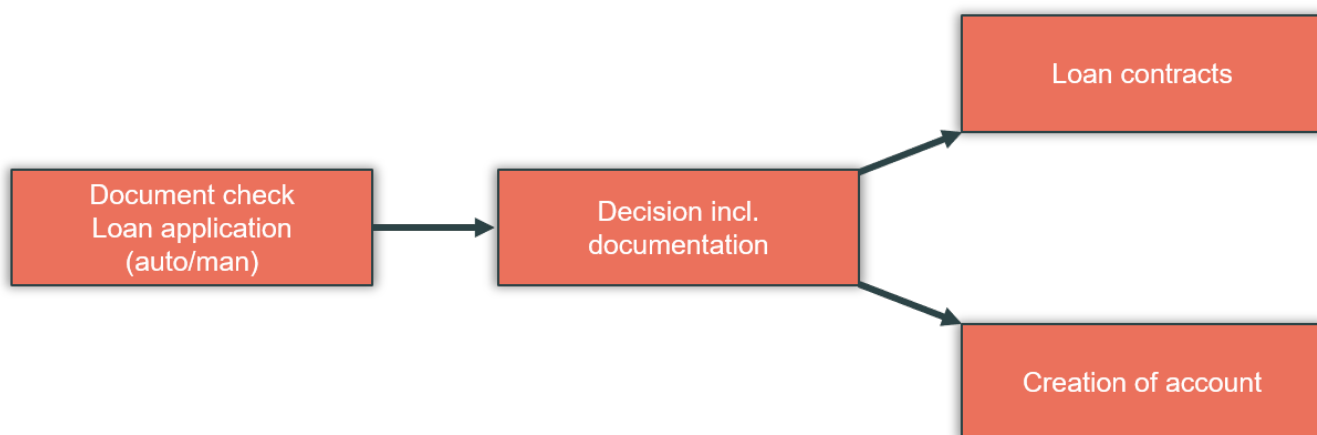 Document check
Loan application
(auto/man)
Decision incl.
documentation
Loan contracts
Creation of account